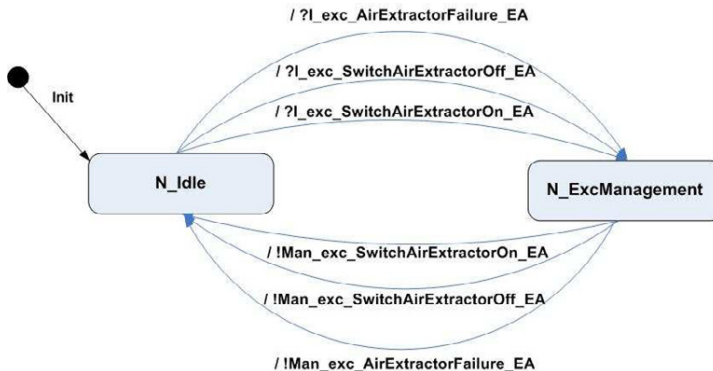 / ?I_exc_AirExtractorFailure_EA
/ ?I_exc_SwitchAirExtractorOff_EA
Init
/ ?I_exc_SwitchAirExtractorOn_EA
N_Idle
N_ExcManagement
/ !Man_exc_SwitchAirExtractorOn_EA
/ !Man_exc_SwitchAirExtractorOff_EA
/ !Man_exc_AirExtractorFailure_EA